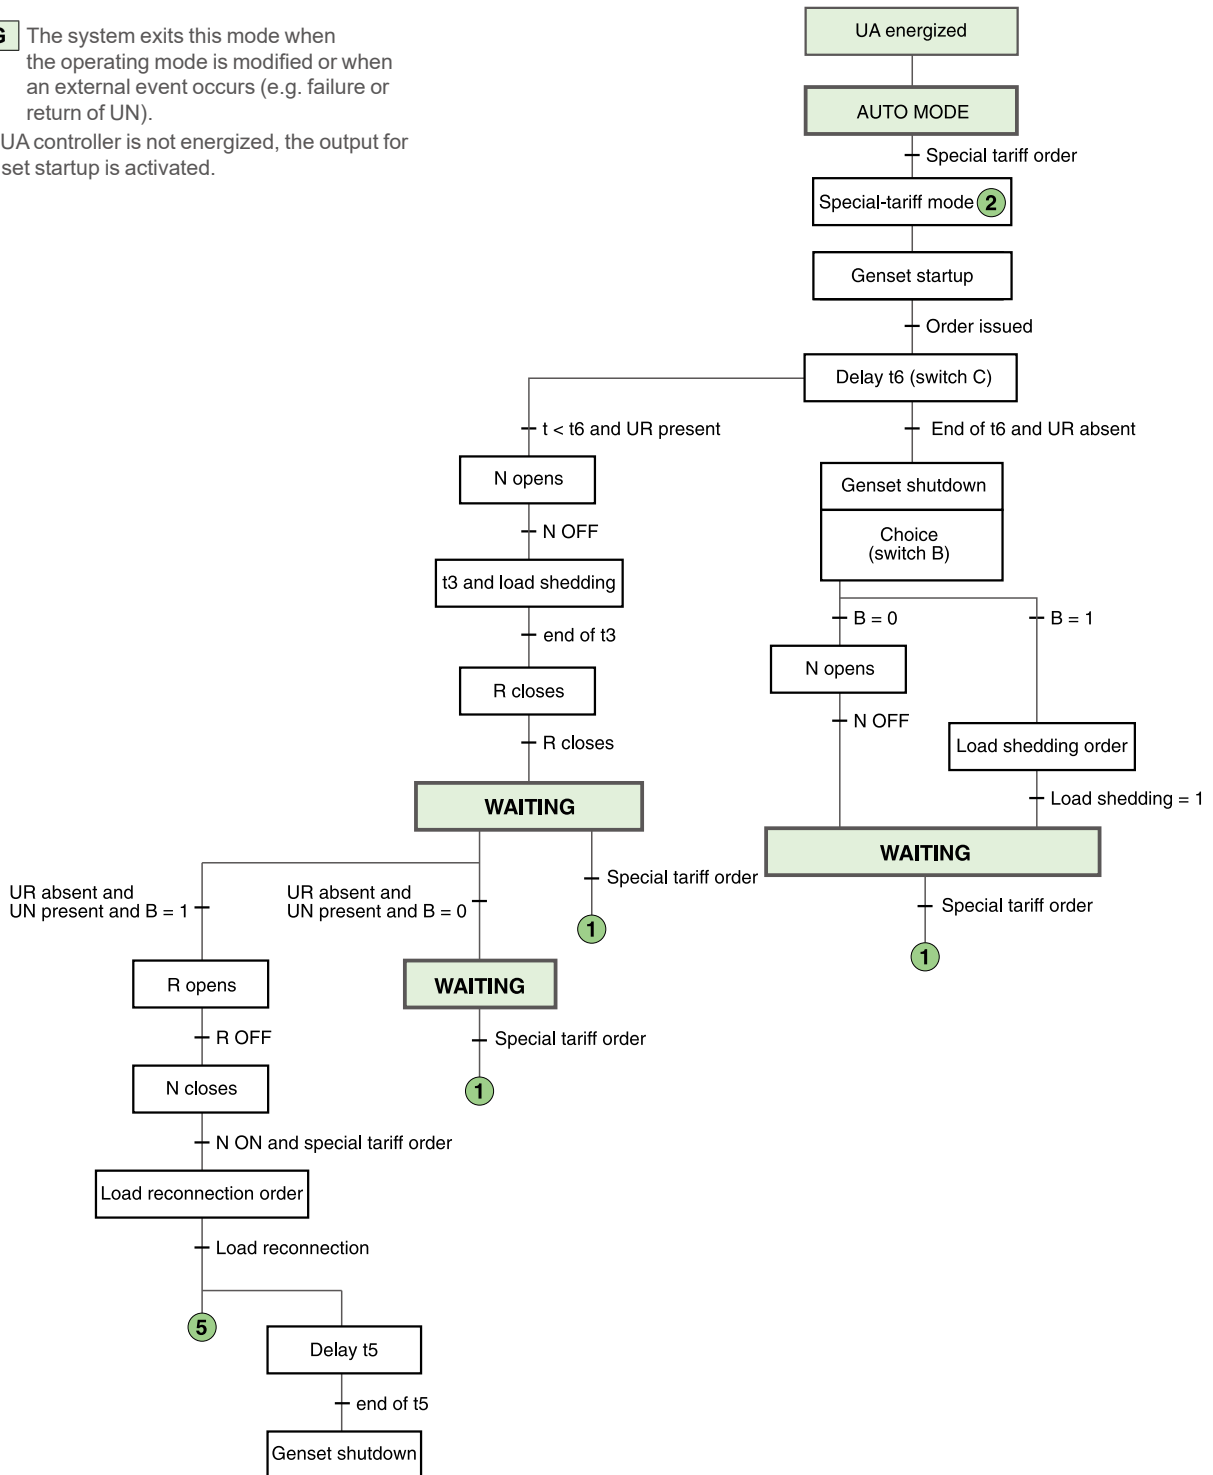 G The system exits this mode when
the operating mode is modified or when
an external event occurs (e.g. failure or
return of UN).
UA controller is not energized, the output for
set startup is activated.
UA energized
AUTO MODE
Special tariff order
Special-tariff mode 2
Genset startup
Order issued
Delay t6 (switch C)
t < t6 and UR present
End of t6 and UR absent
N opens
N OFF
t3 and load shedding
end of t3
R closes
R closes
WAITING
Genset shutdown
Choice
(switch B)
B = 0
B = 1
N opens
N OFF
Load shedding order
Load shedding = 1
WAITING
Special tariff order
1
UR absent and
UN present and B = 1
UR absent and
UN present and B = 0
Special tariff order
1
R opens
R OFF
N closes
N ON and special tariff order
Load reconnection order
Load reconnection
5
Delay t5
end of t5
Genset shutdown
WAITING
Special tariff order
1